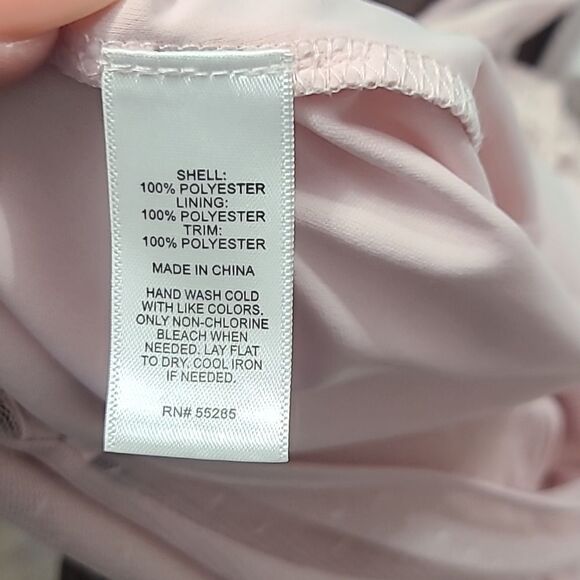 SHELL:
100% POLYESTER
LINING:
100% POLYESTER
TRIM:
100% POLYESTER
MADE IN CHINA
HAND WASH COLD
WITH LIKE COLORS.
ONLY NON-CHLORINE
BLEACH WHEN
NEEDED. LAY FLAT
TO DRY. COOL IRON
IF NEEDED.
RN# 55285